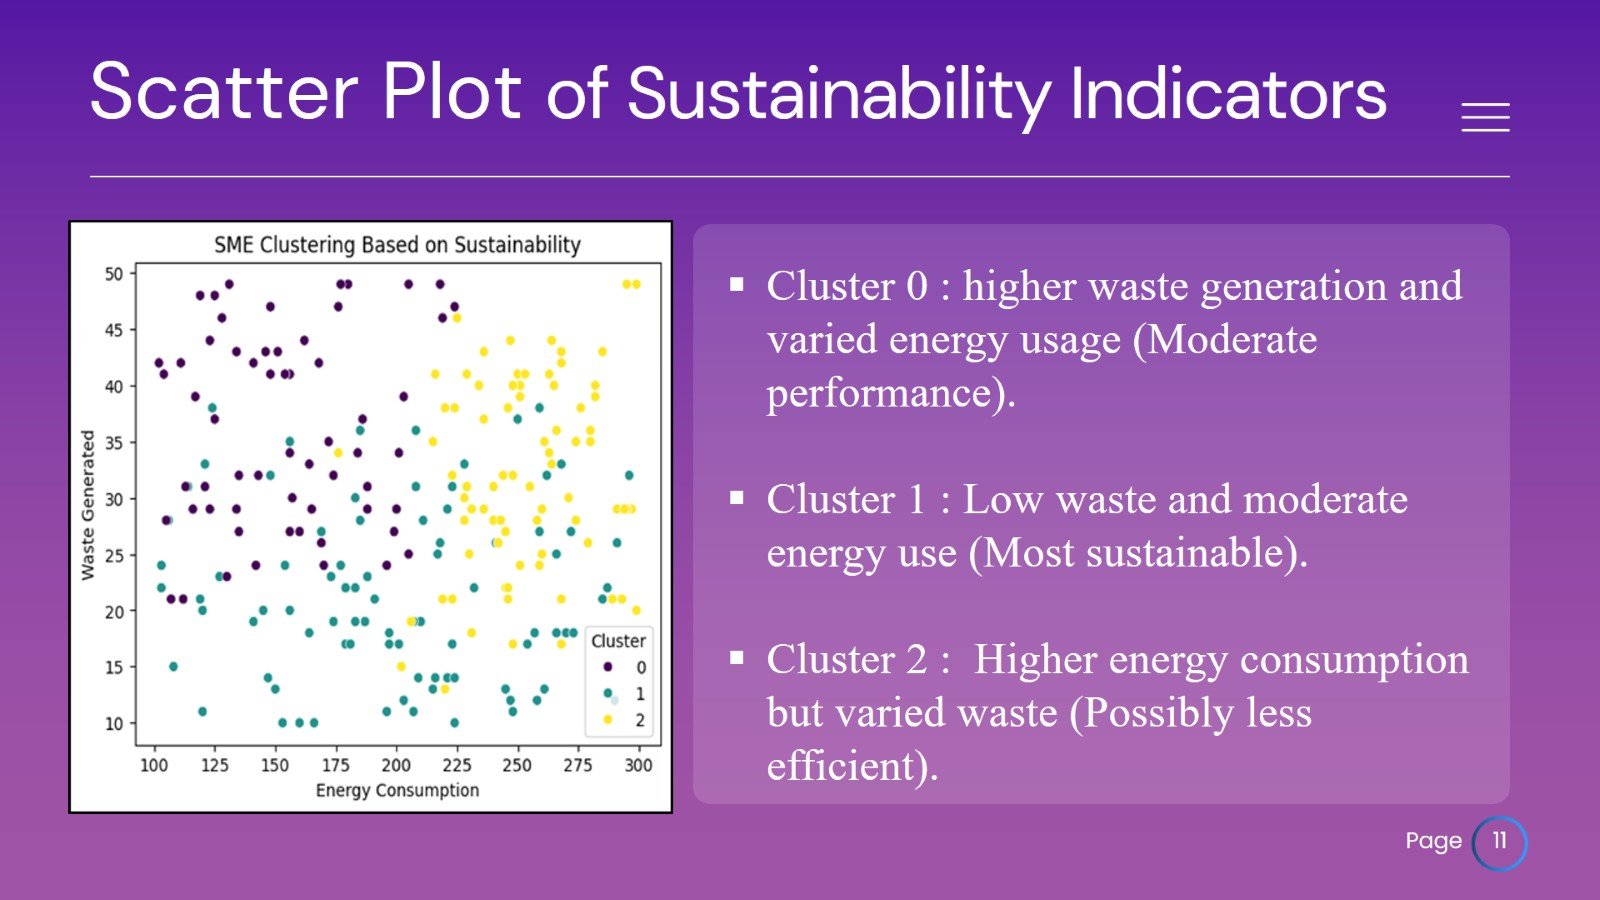 Scatter Plot of Sustainability Indicators
SME Clustering Based on Sustainability
50
45
40
35
30
25
20
15
10
Waste Generated
100 125 150 175 200 225 250 275 300
Energy Consumption
Cluster
0
1
2
▪ Cluster 0 : higher waste generation and
varied energy usage (Moderate
performance).
▪ Cluster 1 : Low waste and moderate
energy use (Most sustainable).
▪ Cluster 2 :  Higher energy consumption
but varied waste (Possibly less
efficient).
Page 11